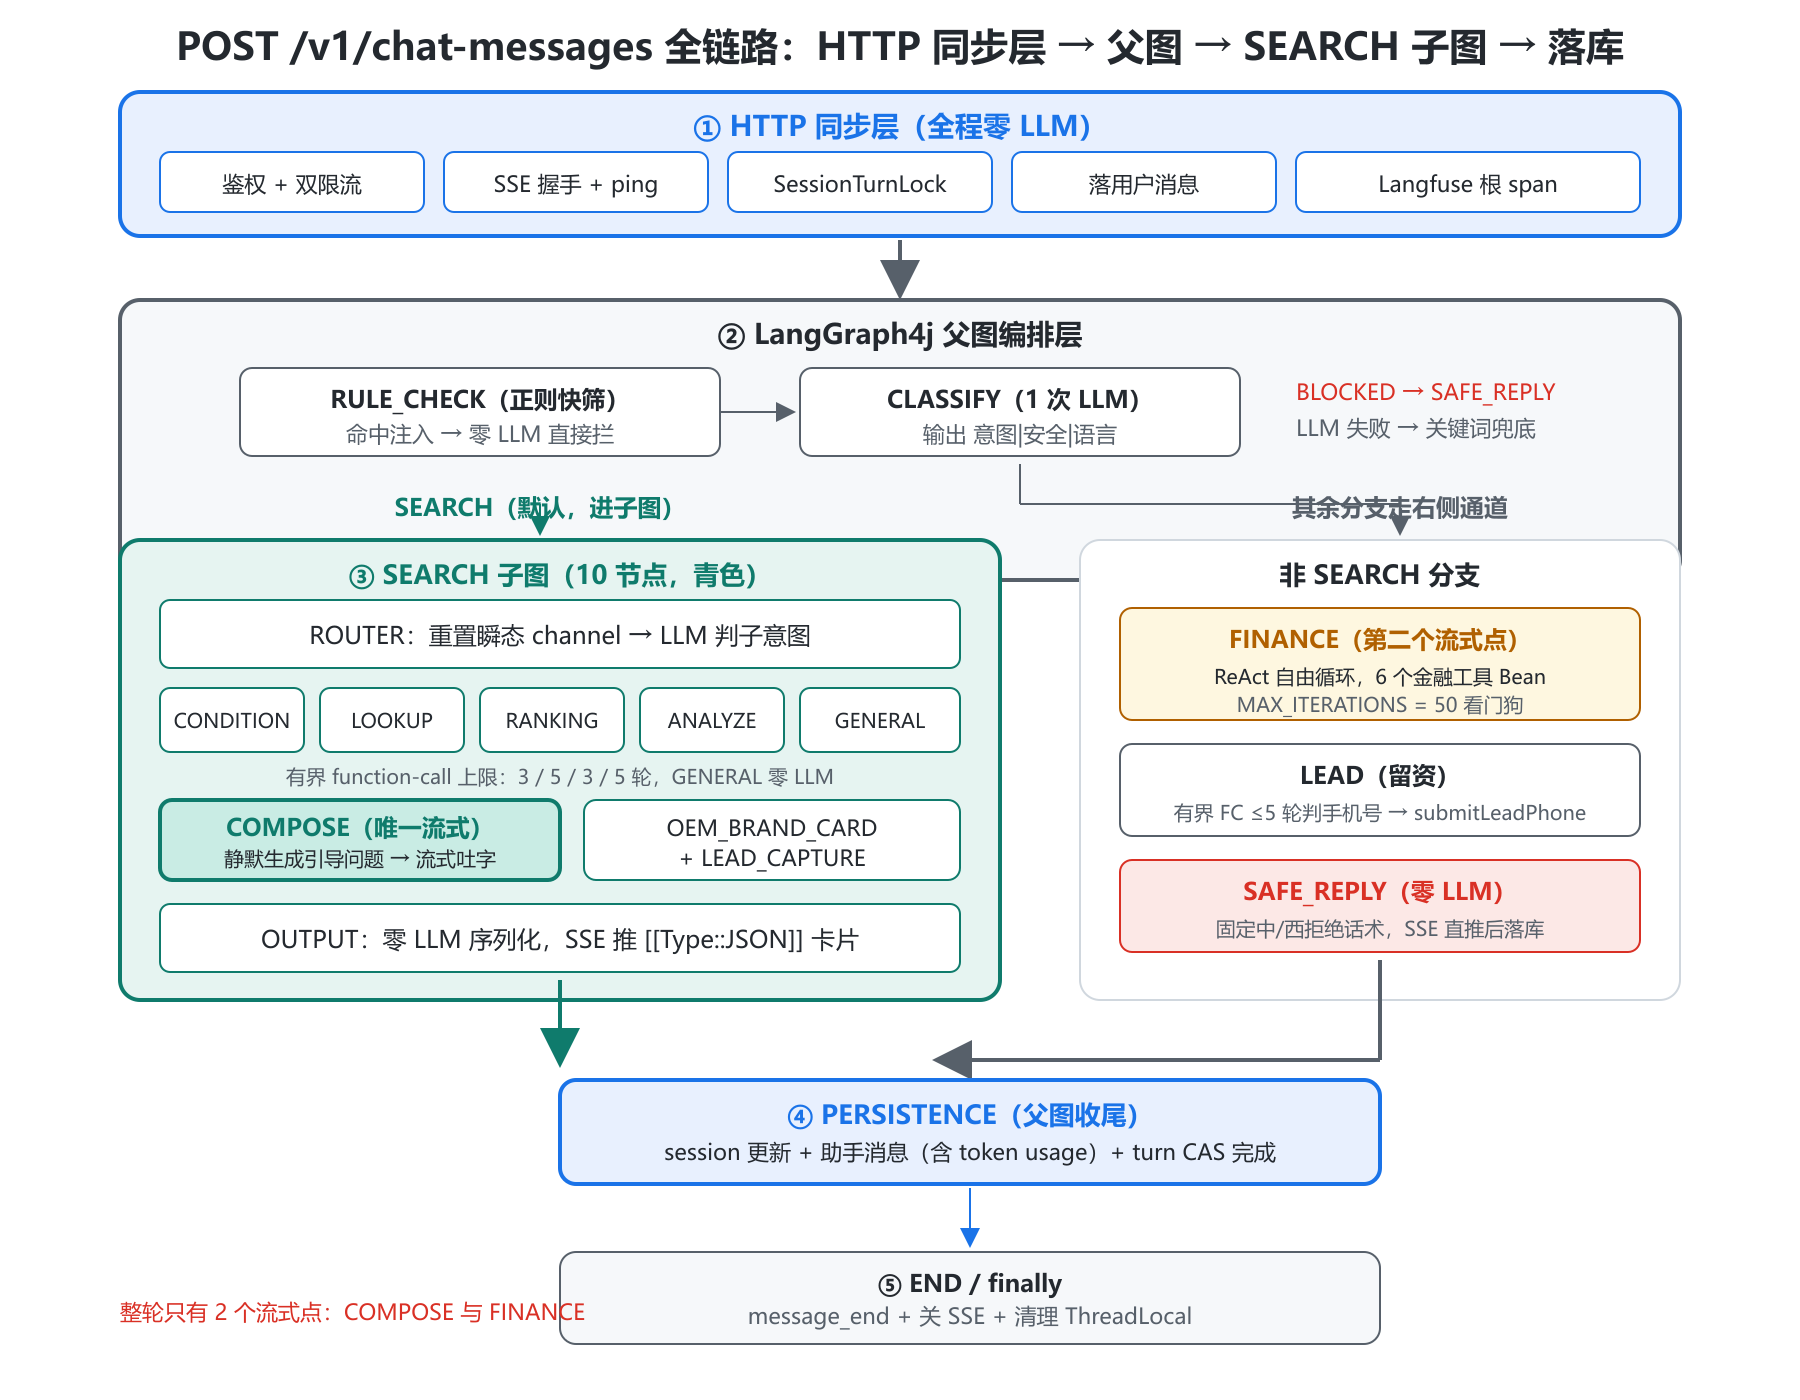 POST /v1/chat-messages 全链路：HTTP 同步层 → 父图 → SEARCH 子图 → 落库
① HTTP 同步层（全程零 LLM）
鉴权 + 双限流
SSE 握手 + ping
SessionTurnLock
落用户消息
Langfuse 根 span
② LangGraph4j 父图编排层
RULE_CHECK（正则快筛）
命中注入 → 零 LLM 直接拦
CLASSIFY（1 次 LLM）
输出 意图|安全|语言
BLOCKED → SAFE_REPLY
LLM 失败 → 关键词兜底
SEARCH（默认，进子图）
其余分支走右侧通道
③ SEARCH 子图（10 节点，青色）
ROUTER：重置瞬态 channel → LLM 判子意图
CONDITION
LOOKUP
RANKING
ANALYZE
GENERAL
有界 function-call 上限：3 / 5 / 3 / 5 轮，GENERAL 零 LLM
COMPOSE（唯一流式）
静默生成引导问题 → 流式吐字
OEM_BRAND_CARD
+ LEAD_CAPTURE
OUTPUT：零 LLM 序列化，SSE 推 [[Type::JSON]] 卡片
非 SEARCH 分支
FINANCE（第二个流式点）
ReAct 自由循环，6 个金融工具 Bean
MAX_ITERATIONS = 50 看门狗
LEAD（留资）
有界 FC ≤5 轮判手机号 → submitLeadPhone
SAFE_REPLY（零 LLM）
固定中/西拒绝话术，SSE 直推后落库
④ PERSISTENCE（父图收尾）
session 更新 + 助手消息（含 token usage）+ turn CAS 完成
⑤ END / finally
message_end + 关 SSE + 清理 ThreadLocal
整轮只有 2 个流式点：COMPOSE 与 FINANCE